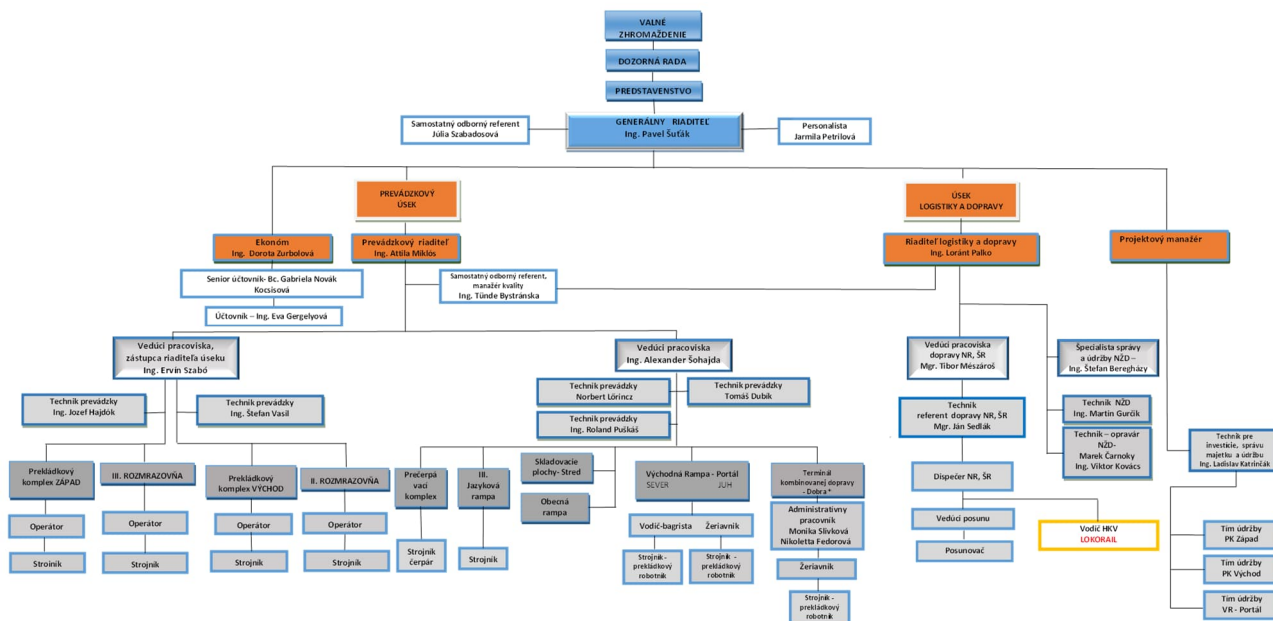 VALNÉ
ZHROMAŽDENIE
DOZORNÁ RADA
PREDSTAVENSTVO
GENERÁLNY RIADITEĽ
Ing. Pavel Šuťák
Samostatný odborný referent
Júlia Szabadosová
Personalista
Jarmila Petrilová
PREVÁDZKOVÝ
ÚSEK
ÚSEK
LOGISTIKY A DOPRAVY
Ekonóm
Ing. Dorota Zurbolová
Prevádzkový riaditeľ
Ing. Attila Miklós
Riaditeľ logistiky a dopravy
Ing. Loránt Palko
Projektový manažér
Senior účtovník- Bc. Gabriela Novák
Kocsisová
Účtovník – Ing. Eva Gergelyová
Samostatný odborný referent,
manažér kvality
Ing. Tünde Bystránska
Vedúci pracoviska,
zástupca riaditeľa úseku
Ing. Ervín Szabó
Vedúci pracoviska
Ing. Alexander Šohajda
Vedúci pracoviska
dopravy NR, ŠR
Mgr. Tibor Mészároš
Špecialista správy
a údržby NŽD –
Ing. Štefan Beregházy
Technik prevádzky
Ing. Jozef Hajdók
Technik prevádzky
Ing. Štefan Vasil
Technik prevádzky
Norbert Lörincz
Technik prevádzky
Tomáš Dubik
Technik prevádzky
Ing. Roland Puškáš
Technik
referent dopravy NR, ŠR
Mgr. Ján Sedlák
Technik NŽD
Ing. Martin Gurčík
Technik – opravár
NŽD-
Marek Čarnoky
Ing. Viktor Kovács
Technik pre
investície, správu
majetku a údržbu
Ing. Ladislav Katrinčák
Prekládkový
komplex ZÁPAD
III. ROZMRAZOVŇA
Prekládkový
komplex VÝCHOD
II. ROZMRAZOVŇA
Prečerpá
vací
komplex
III.
Jazyková
rampa
Skladovacie
plochy- Stred
Obecná
rampa
Východná Rampa - Portál
SEVER JUH
Terminál
kombinovanej dopravy
- Dobra *
Administratívny
pracovník
Monika Slivková
Nikoletta Fedorová
Dispečer NR, ŠR
Vedúci posunu
Posunovač
Vodič HKV
LOKORAIL
Operátor
Operátor
Operátor
Operátor
Strojník
Strojník
Strojník
Strojník
Strojník
čerpár
Strojník
Vodič-bagrista
Žeriavnik
Strojník -
prekládkový
robotník
Strojník -
prekládkový
robotník
Žeriavnik
Strojník -
prekládkový
robotník
Tím údržby
PK Západ
Tím údržby
PK Východ
Tím údržby
VR - Portál